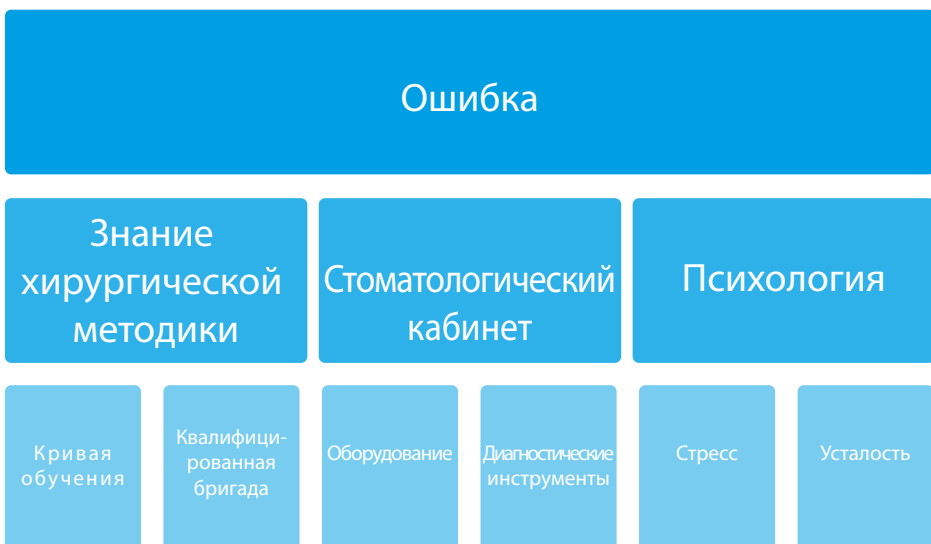 Ошибка
Знание
хирургической
методики
Стоматологический
кабинет
Психология
Кривая
обучения
Квалифици-
рованная
бригада
Оборудование
Диагностические
инструменты
Стресс
Усталость